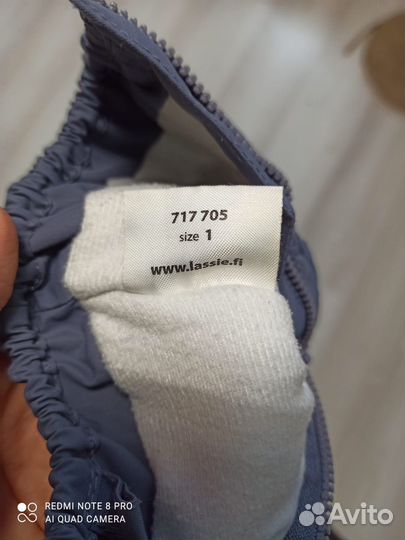 717 705
size 1
www.lassie.fi
REDMI NOTE 8 PRO
AI QUAD CAMERA
Avito